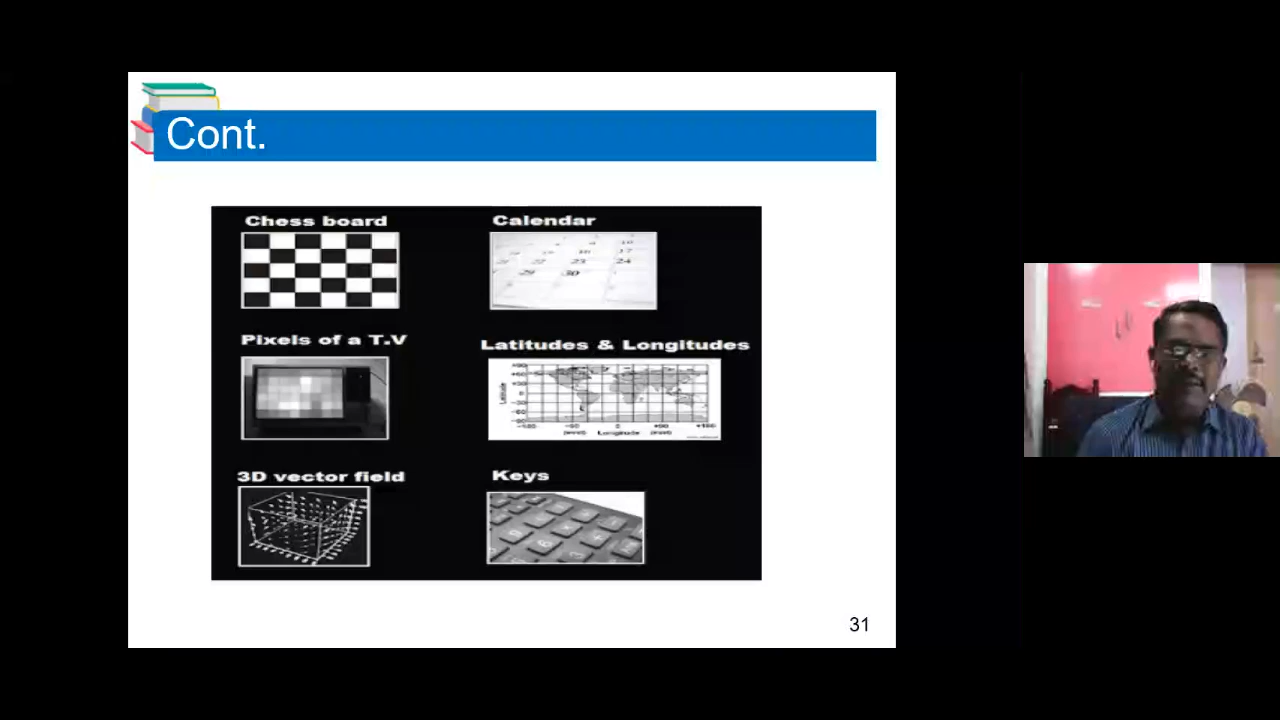 Cont.
Chess board
Calendar
Pixels of a T.V
Latitudes & Longitudes
3D vector field
Keys
31